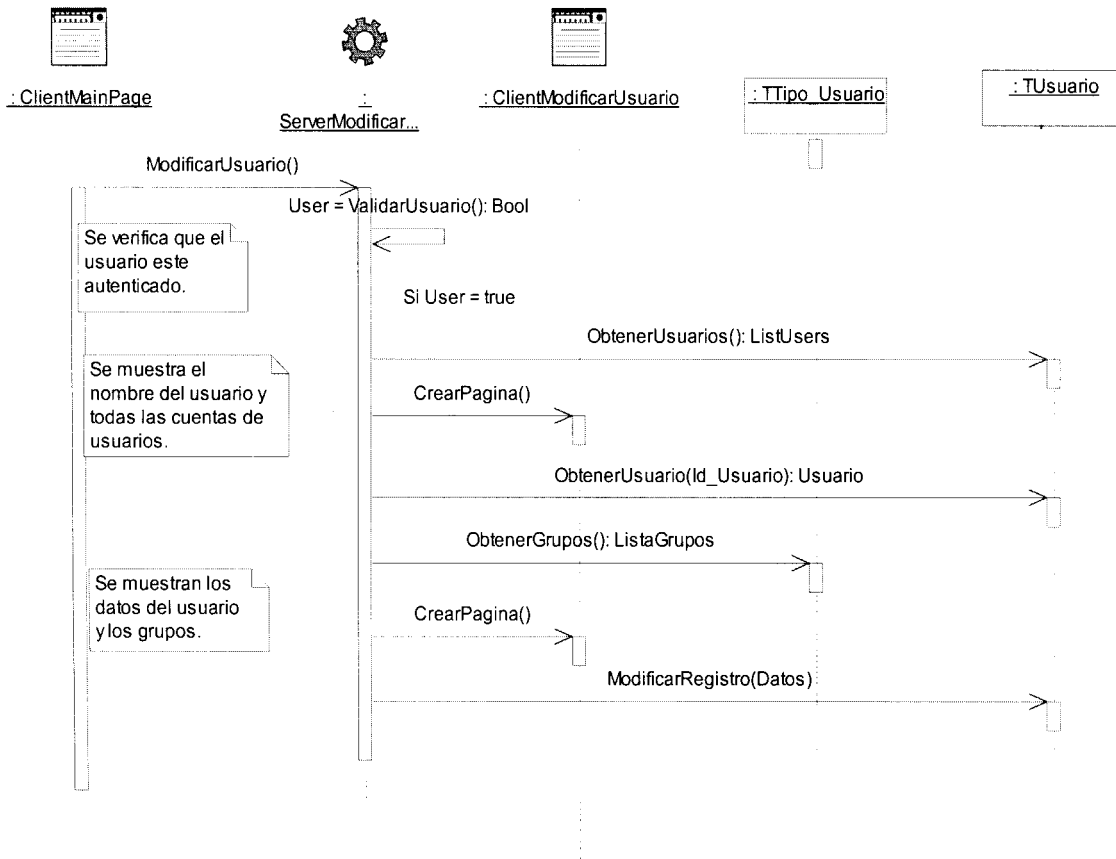 : ClientMainPage
:
ServerModificar...
: ClientModificarUsuario
: TTipo_Usuario
: TUsuario
ModificarUsuario()
User = ValidarUsuario(): Bool
Se verifica que el
usuario este
autenticado.
Si User = true
ObtenerUsuarios(): ListUsers
Se muestra el
nombre del usuario y
todas las cuentas de
usuarios.
CrearPagina()
ObtenerUsuario(Id_Usuario): Usuario
ObtenerGrupos(): ListaGrupos
Se muestran los
datos del usuario
y los grupos.
CrearPagina()
ModificarRegistro(Datos)